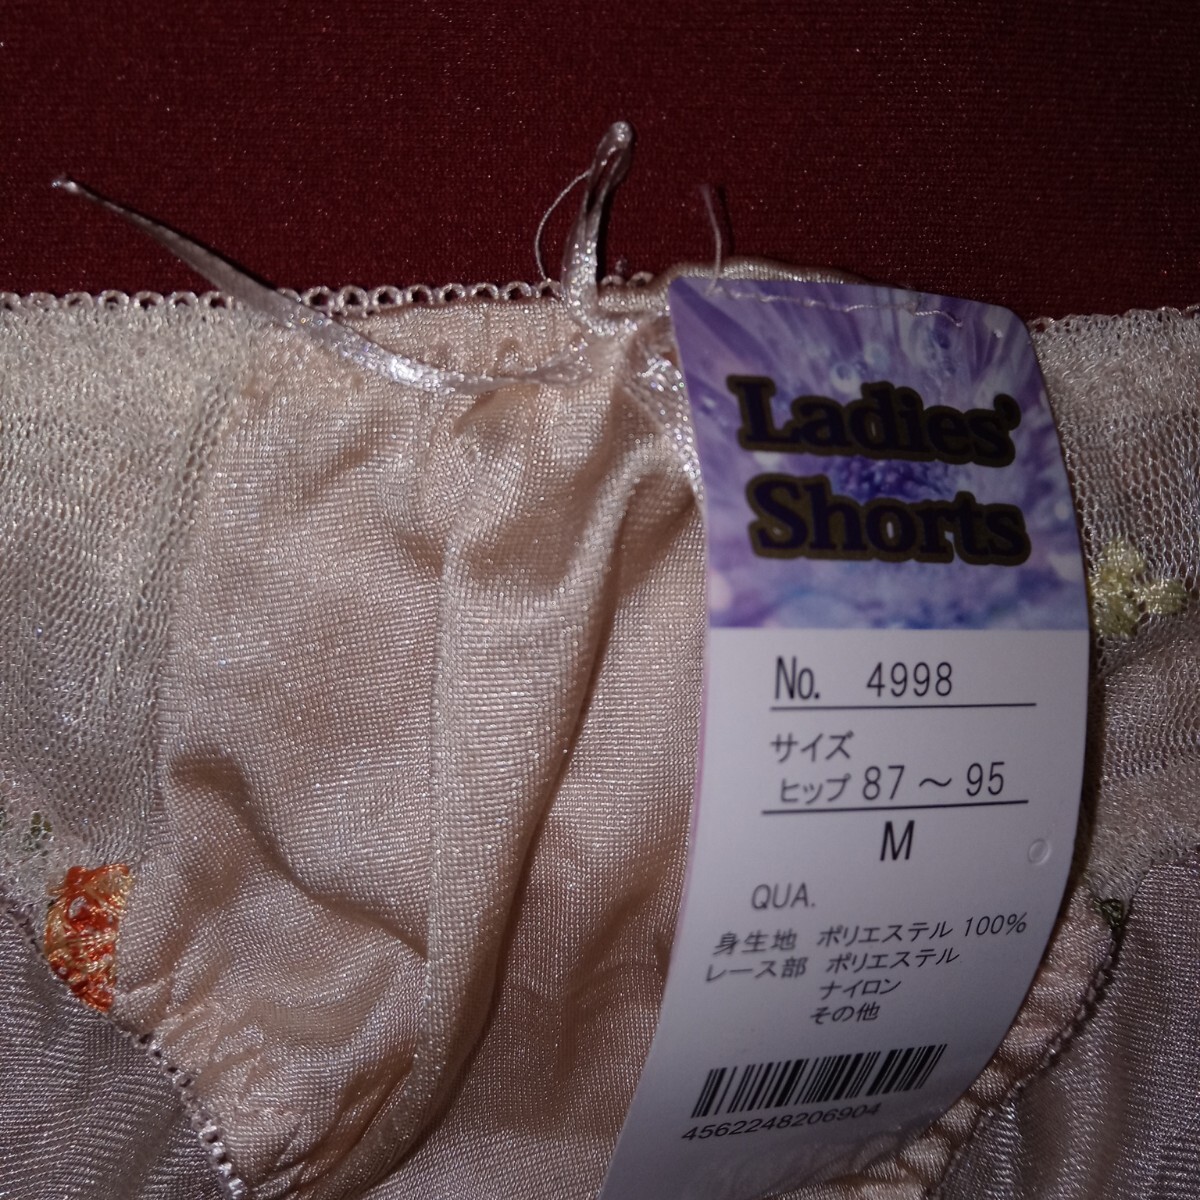 Ladies'
Shorts
No. 4998
サイズ
ヒップ 87～95
M
QUA.
身生地 ポリエステル 100%
レース部 ポリエステル
ナイロン
その他
4562248206904